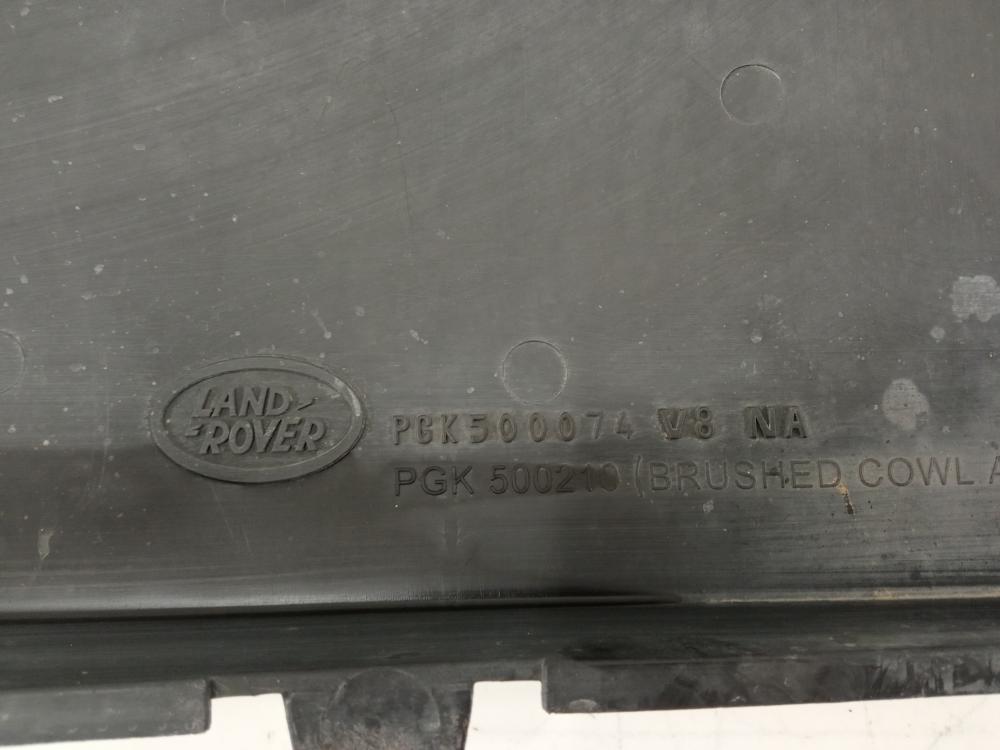 LAND-
-ROVER
PGK500074 V8 NA
PGK 500210 (BRUSHED COWL A